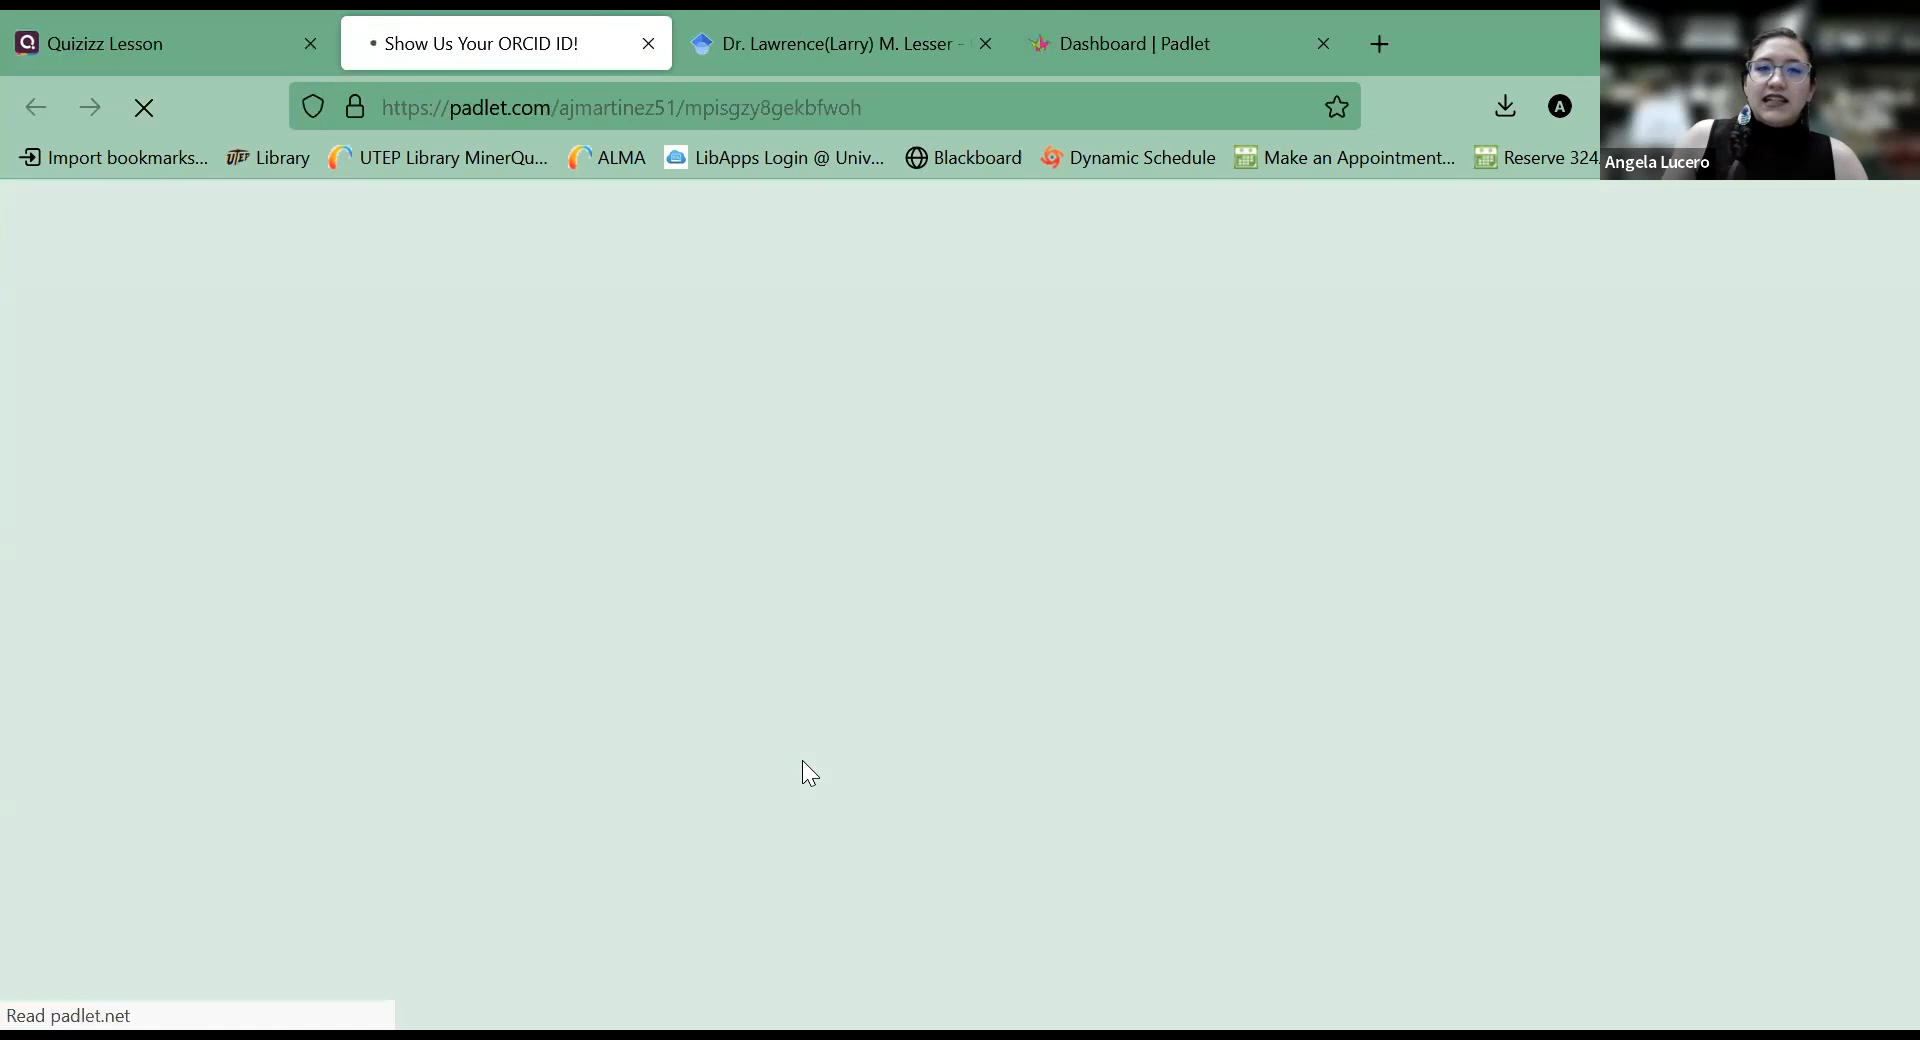 Quizizz Lesson
Show Us Your ORCID ID!
Dr. Lawrence(Larry) M. Lesser -
Dashboard | Padlet
https://padlet.com/ajmartinez51/mpisgzy8gekbfwoh
A
Import bookmarks...
UTEP Library
UTEP Library MinerQu...
ALMA
LibApps Login @ Univ...
Blackboard
Dynamic Schedule
Make an Appointment...
Reserve 324
Angela Lucero
Read padlet.net